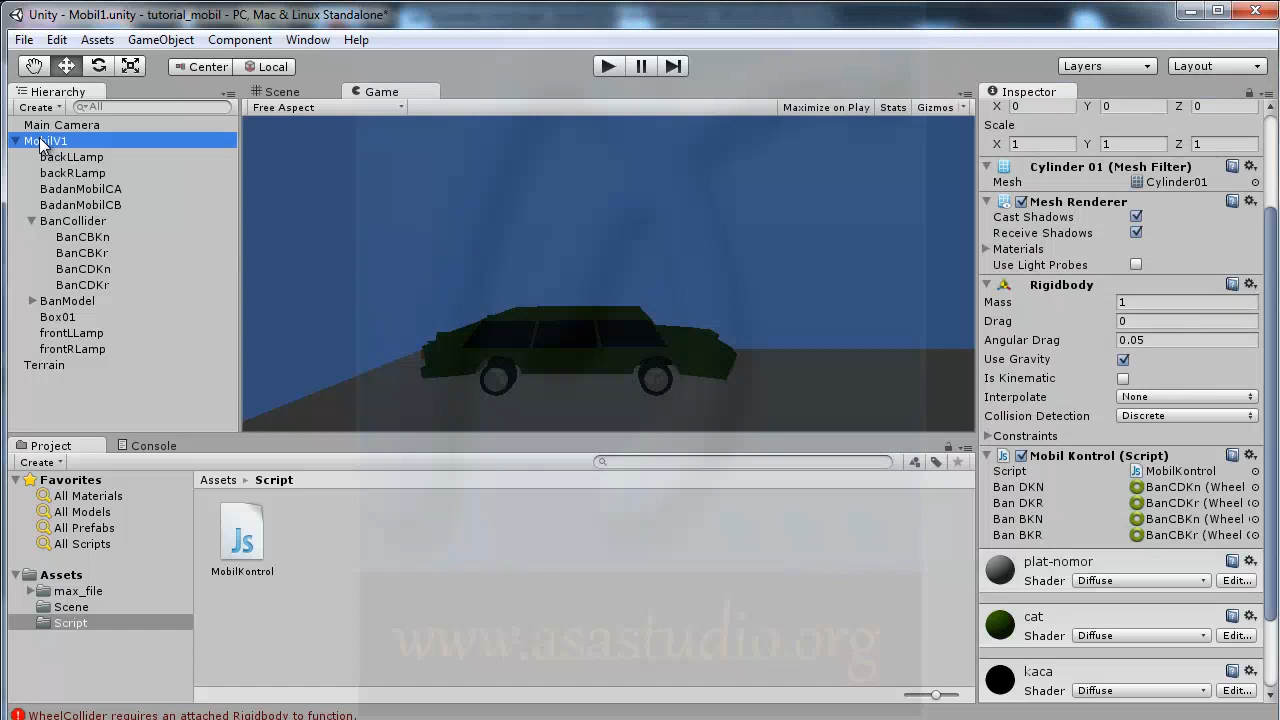 Unity - Mobil1.unity - tutorial_mobil - PC, Mac & Linux Standalone*
File Edit Assets GameObject Component Window Help
Center Local Layers Layout
Hierarchy
Create All
Main Camera
MobilV1
backLLamp
backRLamp
BadanMobilCA
BadanMobilCB
BanCollider
BanCBKn
BanCBKr
BanCDKn
BanCDKr
BanModel
Box01
frontLLamp
frontRLamp
Terrain
Scene Game
Free Aspect Maximize on Play Stats Gizmos
Inspector
X 0 Y 0 Z 0
Scale
X 1 Y 1 Z 1
Cylinder 01 (Mesh Filter)
Mesh Cylinder01
Mesh Renderer
Cast Shadows
Receive Shadows
Materials
Use Light Probes
Rigidbody
Mass 1
Drag 0
Angular Drag 0.05
Use Gravity
Is Kinematic
Interpolate None
Collision Detection Discrete
Constraints
Mobil Kontrol (Script)
Script MobilKontrol
Ban DKN BanCDKn (Wheel
Ban DKR BanCDKr (Wheel
Ban BKN BanCBKn (Wheel
Ban BKR BanCBKr (Wheel
plat-nomor
Shader Diffuse Edit...
cat
Shader Diffuse Edit...
kaca
Shader Diffuse Edit...
Project Console
Create
Favorites
All Materials
All Models
All Prefabs
All Scripts
Assets
max_file
Scene
Script
Assets Script
Js
MobilKontrol
www.asastudio.org
WheelCollider requires an attached Rigidbody to function.